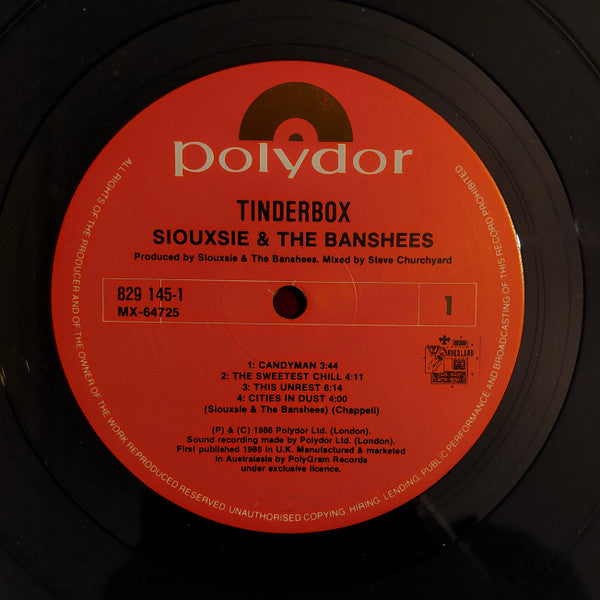 polydor
TINDERBOX
SIOUXSIE & THE BANSHEES
Produced by Siouxsie & The Banshees. Mixed by Steve Churchyard
829 145-1
MX-64725
1
WONDERLAND
1: CANDYMAN 3:44
2: THE SWEETEST CHILL 4:11
3: THIS UNREST 6:14
4: CITIES IN DUST 4:00
(Siouxsie & The Banshees) (Chappell)
(P) & (C) 1986 Polydor Ltd. (London).
Sound recording made by Polydor Ltd. (London).
First published 1986 in U.K. Manufactured & marketed
in Australasia by PolyGram Records
under exclusive licence.
ALL RIGHTS OF THE PRODUCER AND OF THE OWNER OF THE WORK REPRODUCED RESERVED. UNAUTHORISED COPYING, HIRING, LENDING, PUBLIC PERFORMANCE AND BROADCASTING OF THIS RECORD PROHIBITED